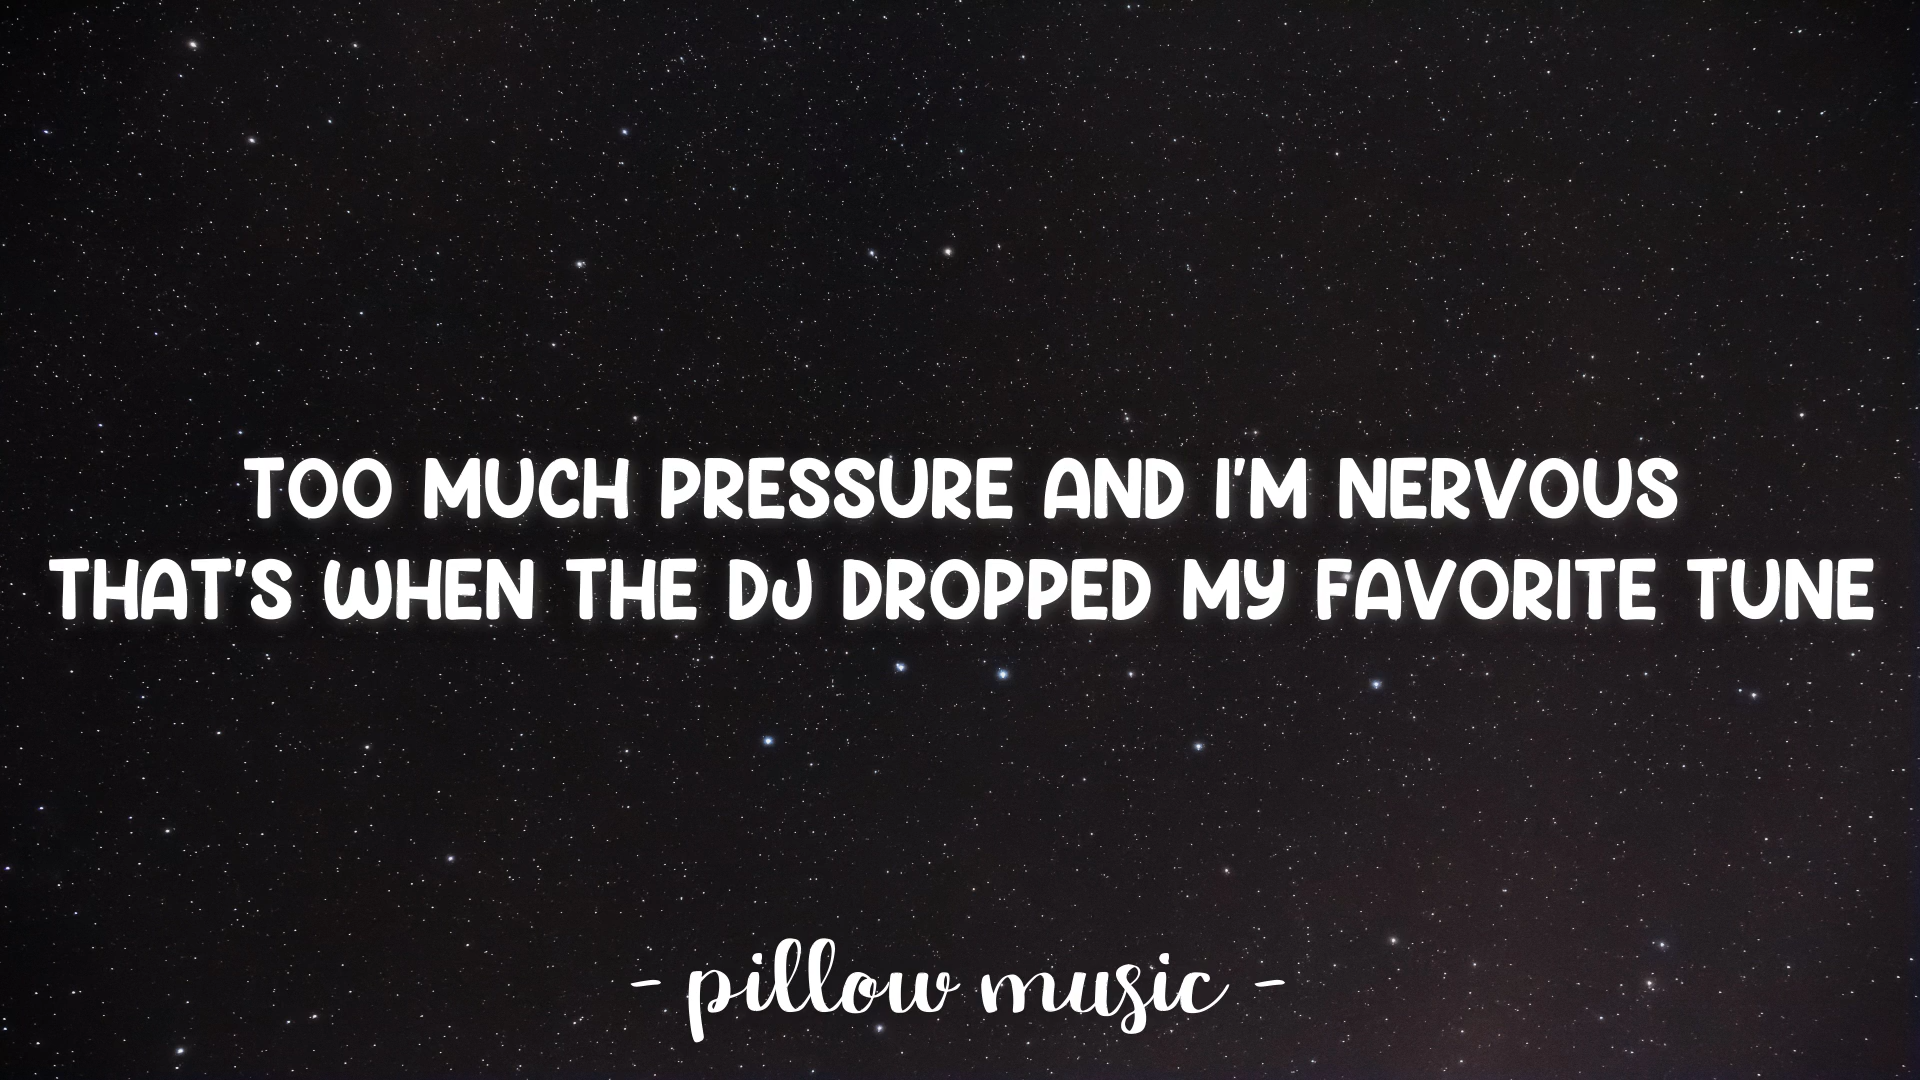 TOO MUCH PRESSURE AND I'M NERVOUS
THAT'S WHEN THE DJ DROPPED MY FAVORITE TUNE
- pillow music -